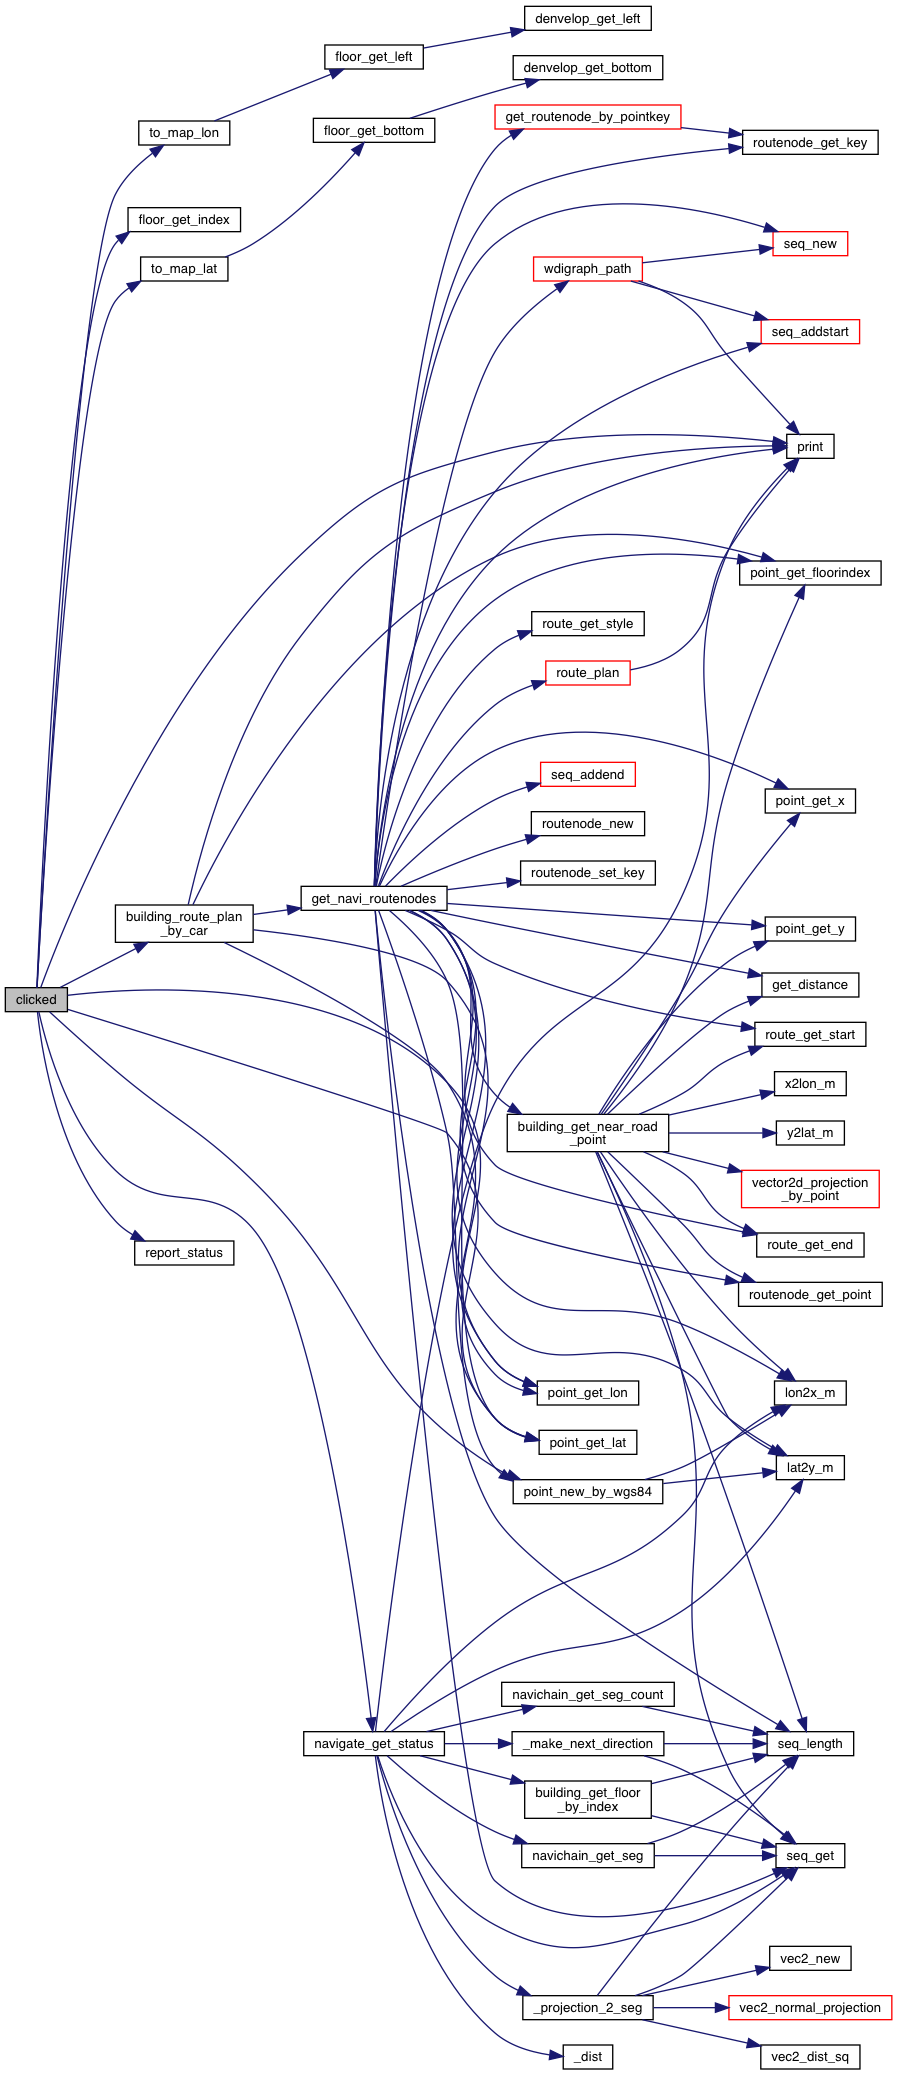 denvelop_get_left
floor_get_left
denvelop_get_bottom
get_routenode_by_pointkey
to_map_lon
floor_get_bottom
routenode_get_key
floor_get_index
seq_new
to_map_lat
wdigraph_path
seq_addstart
print
point_get_floorindex
route_get_style
route_plan
seq_addend
point_get_x
routenode_new
routenode_set_key
get_navi_routenodes
building_route_plan
_by_car
point_get_y
get_distance
clicked
route_get_start
x2lon_m
building_get_near_road
_point
y2lat_m
vector2d_projection
_by_point
report_status
route_get_end
routenode_get_point
point_get_lon
lon2x_m
point_get_lat
lat2y_m
point_new_by_wgs84
navichain_get_seg_count
navigate_get_status
_make_next_direction
seq_length
building_get_floor
_by_index
navichain_get_seg
seq_get
vec2_new
_projection_2_seg
vec2_normal_projection
_dist
vec2_dist_sq